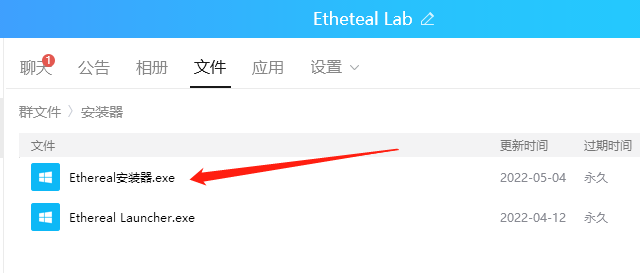 Etheteal Lab
聊天 1 公告 相册 文件 应用 设置
群文件 〉安装器
文件 更新时间 过期时间
Ethereal安装器.exe 2022-05-04 永久
Ethereal Launcher.exe 2022-04-12 永久